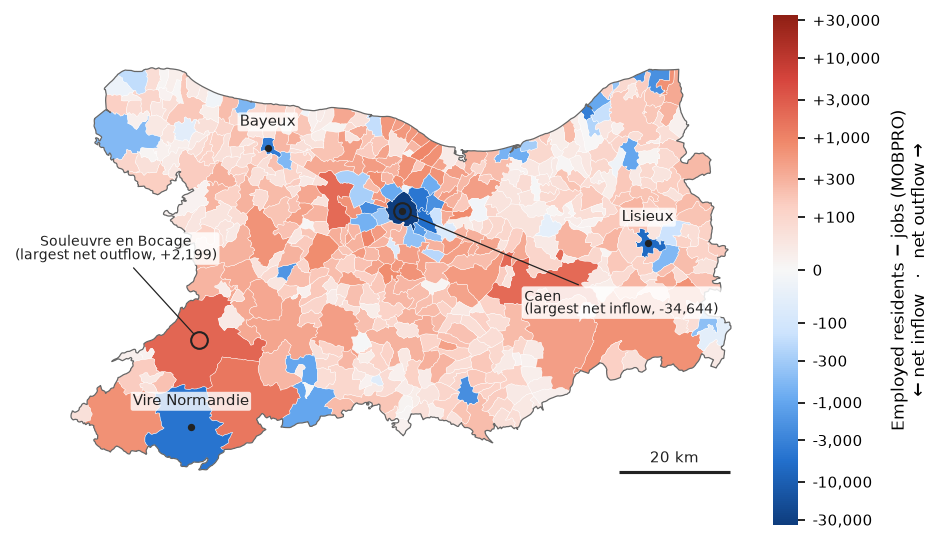 Bayeux
Lisieux
Souleuvre en Bocage
(largest net outflow, +2,199)
Caen
(largest net inflow, -34,644)
Vire Normandie
20 km
+30,000
+10,000
+3,000
+1,000
+300
+100
0
-100
-300
-1,000
-3,000
-10,000
-30,000
Employed residents − jobs (MOBPRO)
← net inflow · net outflow →